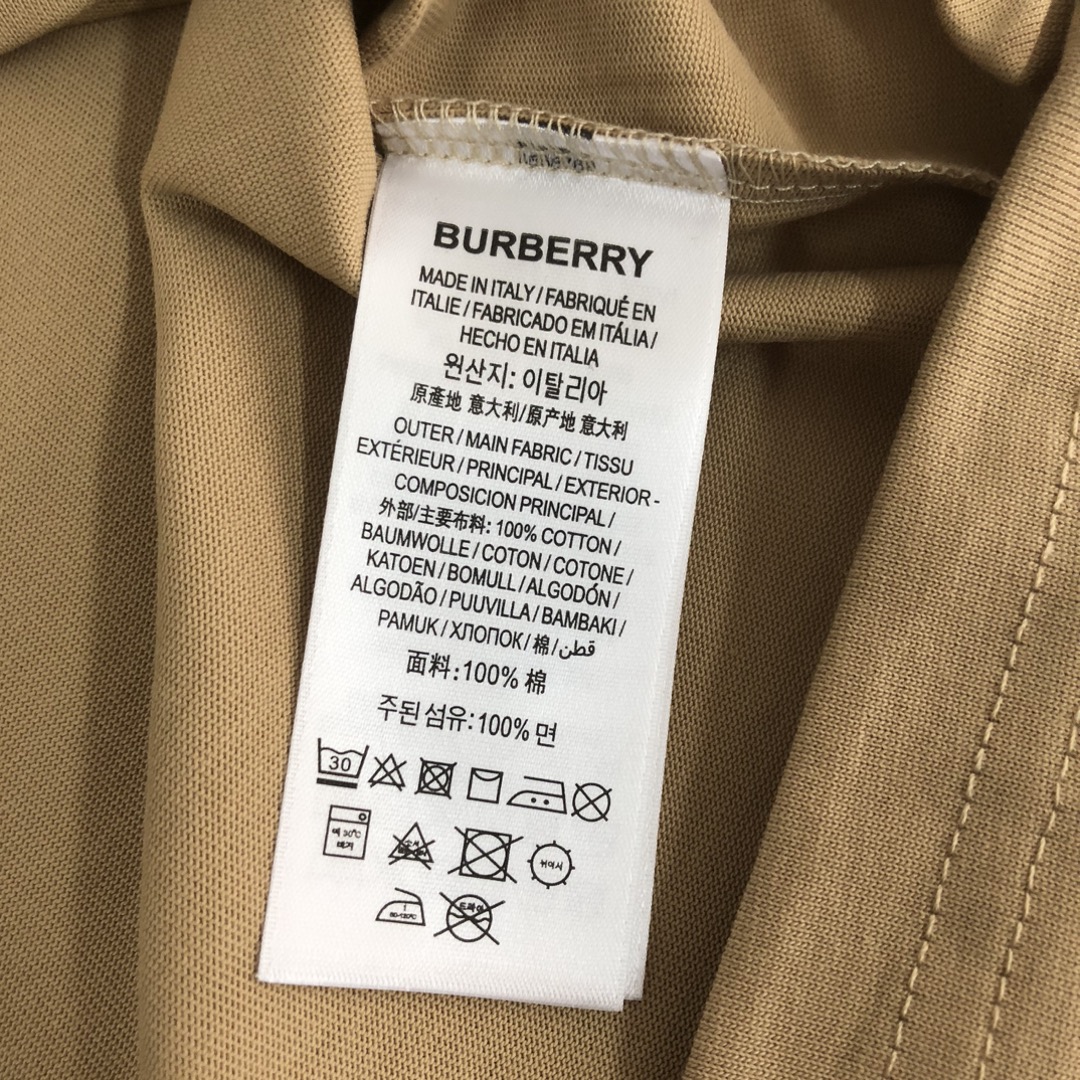 BURBERRY
MADE IN ITALY / FABRIQUÉ EN
ITALIE / FABRICADO EM ITÁLIA /
HECHO EN ITALIA
원산지: 이탈리아
原產地 意大利/原产地 意大利
OUTER / MAIN FABRIC / TISSU
EXTÉRIEUR / PRINCIPAL / EXTERIOR -
COMPOSICION PRINCIPAL /
外部/主要布料: 100% COTTON /
BAUMWOLLE / COTON / COTONE /
KATOEN / BOMULL / ALGODÓN /
ALGODÃO / PUUVILLA / BAMBAKI /
PAMUK / ХЛОПОК / 棉 / قطن
面料:100% 棉
주된 섬유:100% 면
30
30℃